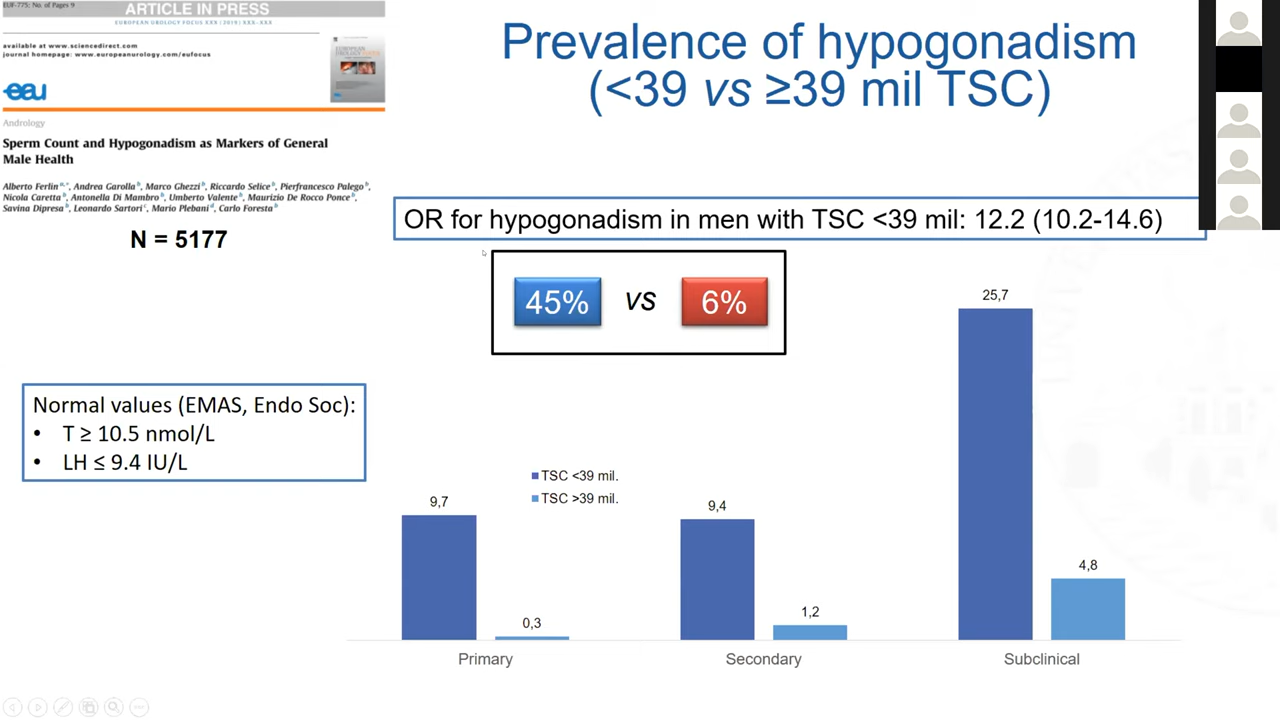 EUF-775; No. of Pages 9
ARTICLE IN PRESS
EUROPEAN UROLOGY FOCUS XXX (2019) XXX–XXX
available at www.sciencedirect.com
journal homepage: www.europeanurology.com/eufocus
eau
Andrology
Sperm Count and Hypogonadism as Markers of General
Male Health
Alberto Ferlin a,*, Andrea Garolla b, Marco Ghezzi b, Riccardo Selice b, Pierfrancesco Palego b,
Nicola Caretta b, Antonella Di Mambro b, Umberto Valente b, Maurizio De Rocco Ponce b,
Savina Dipresa b, Leonardo Sartori c, Mario Plebani d, Carlo Foresta b
N = 5177
Prevalence of hypogonadism
(<39 vs ≥39 mil TSC)
OR for hypogonadism in men with TSC <39 mil: 12.2 (10.2-14.6)
45% vs 6%
Normal values (EMAS, Endo Soc):
• T ≥ 10.5 nmol/L
• LH ≤ 9.4 IU/L
TSC <39 mil.
TSC >39 mil.
9,7
0,3
9,4
1,2
25,7
4,8
Primary
Secondary
Subclinical